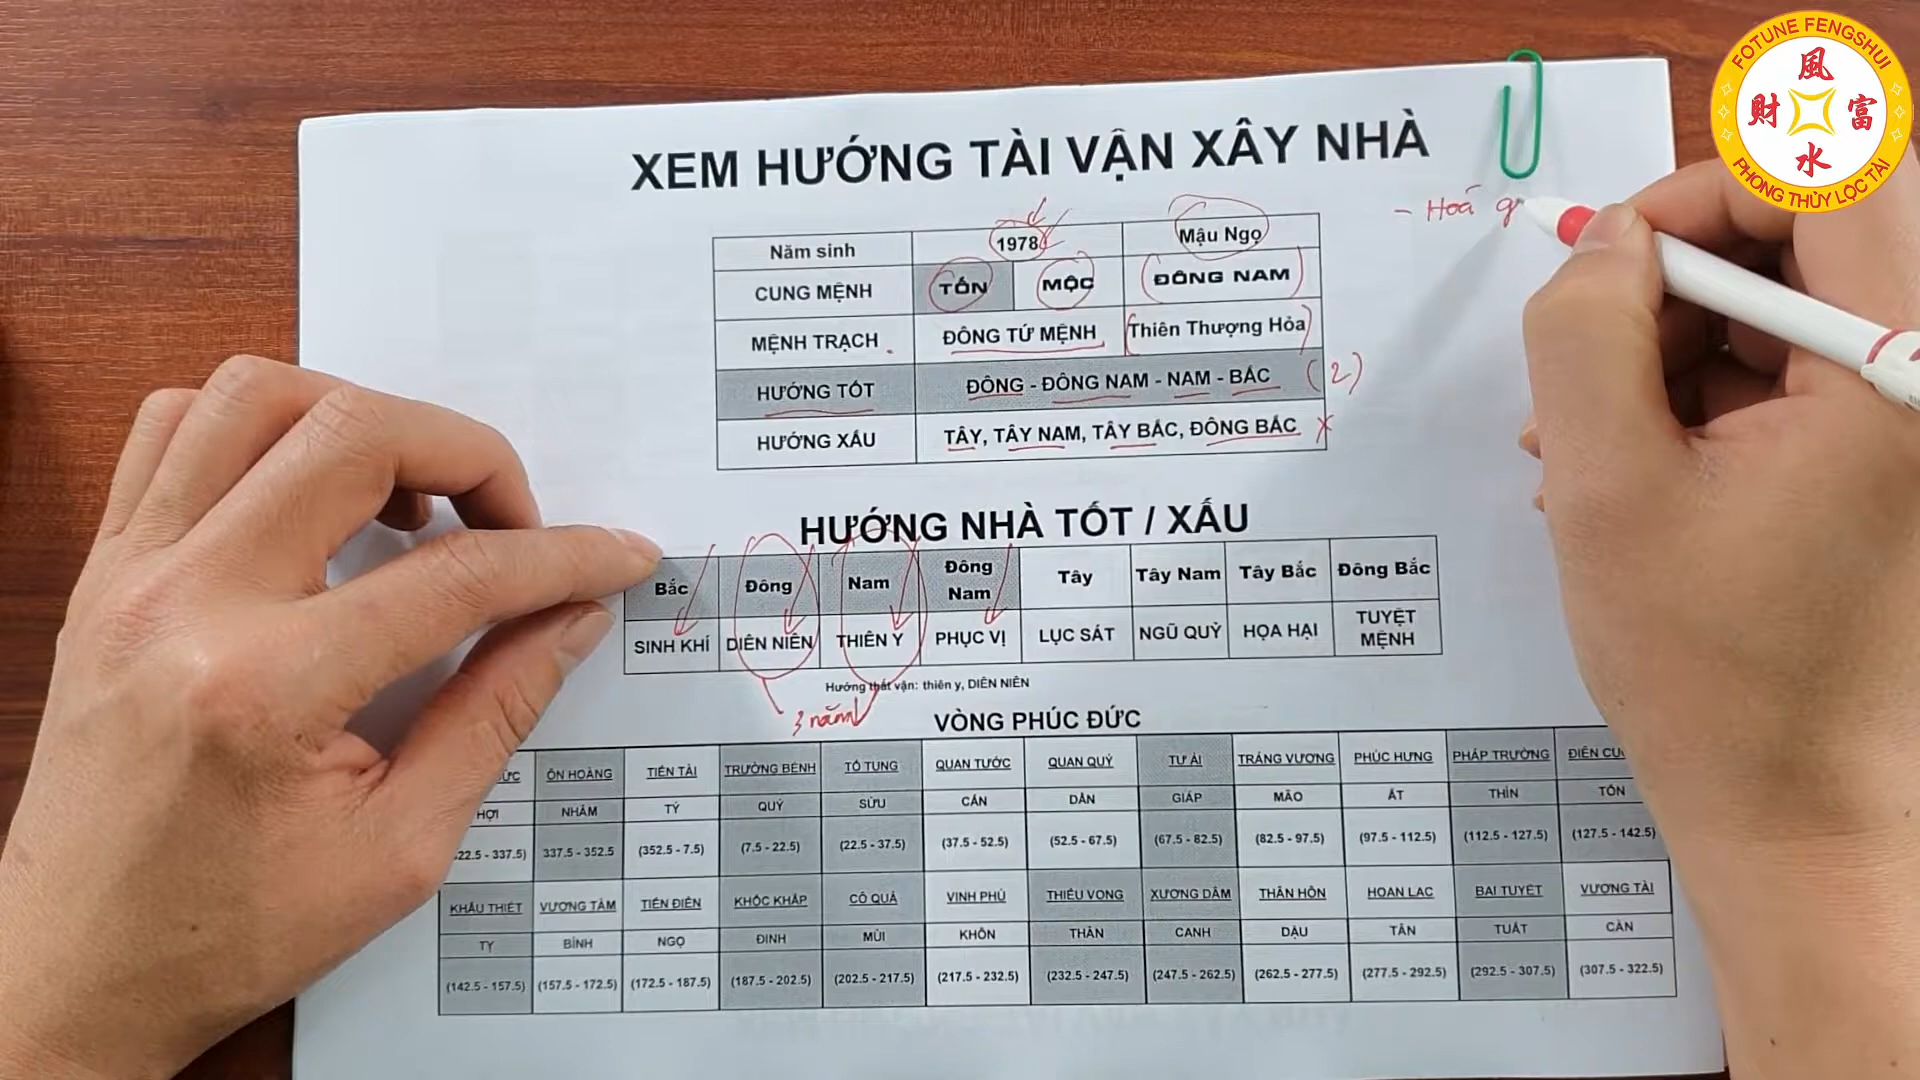 FOTUNE FENGSHUI
風
財 富
水
PHONG THỦY LỘC TÀI
XEM HƯỚNG TÀI VẬN XÂY NHÀ
- Hoá
Năm sinh 1978 Mậu Ngọ
CUNG MỆNH TỐN MỘC ĐÔNG NAM
MỆNH TRẠCH ĐÔNG TỨ MỆNH Thiên Thượng Hỏa
HƯỚNG TỐT ĐÔNG - ĐÔNG NAM - NAM - BẮC (2)
HƯỚNG XẤU TÂY, TÂY NAM, TÂY BẮC, ĐÔNG BẮC X
HƯỚNG NHÀ TỐT / XẤU
Bắc Đông Nam Đông Nam Tây Tây Nam Tây Bắc Đông Bắc
SINH KHÍ DIÊN NIÊN THIÊN Y PHỤC VỊ LỤC SÁT NGŨ QUỶ HỌA HẠI TUYỆT MỆNH
Hướng thất vận: thiên y, DIÊN NIÊN
3 năm
VÒNG PHÚC ĐỨC
ÔN HOÀNG TIẾN TÀI TRƯỜNG BỆNH TỐ TỤNG QUAN TƯỚC QUAN QUÝ TỰ ẢI TRÁNG VƯỢNG PHÚC HƯNG PHÁP TRƯỜNG
HỢI NHÂM TÝ QUÝ SỬU CẤN DẦN GIÁP MÃO ẤT THÌN TỐN
22.5 - 337.5) 337.5 - 352.5 (352.5 - 7.5) (7.5 - 22.5) (22.5 - 37.5) (37.5 - 52.5) (52.5 - 67.5) (67.5 - 82.5) (82.5 - 97.5) (97.5 - 112.5) (112.5 - 127.5) (127.5 - 142.5)
KHẨU THIỆT VƯỢNG TÀM TIẾN ĐIỀN KHỐC KHẤP CÔ QUẢ VINH PHÚ THIẾU VONG XƯƠNG DÂM THÂN HÔN HOAN LẠC BẠI TUYỆT VƯỢNG TÀI
TỴ BÍNH NGỌ ĐINH MÙI KHÔN THÂN CANH DẬU TÂN TUẤT CÀN
(142.5 - 157.5) (157.5 - 172.5) (172.5 - 187.5) (187.5 - 202.5) (202.5 - 217.5) (217.5 - 232.5) (232.5 - 247.5) (247.5 - 262.5) (262.5 - 277.5) (277.5 - 292.5) (292.5 - 307.5) (307.5 - 322.5)